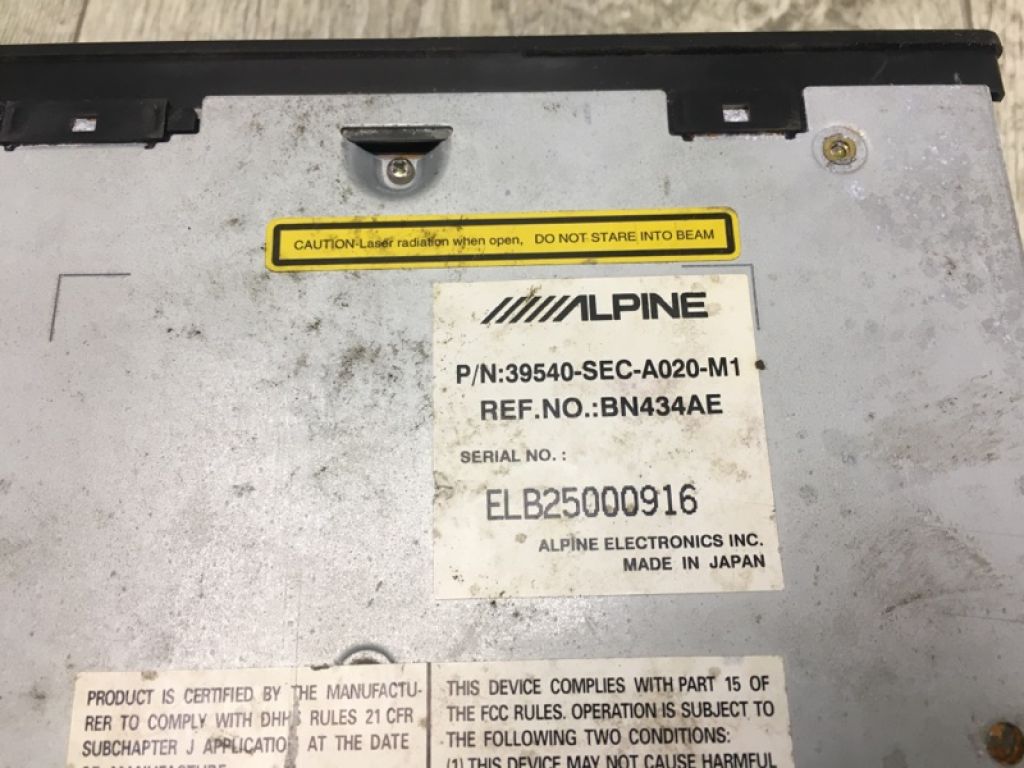 CAUTION-Laser radiation when open, DO NOT STARE INTO BEAM
ALPINE
P/N:39540-SEC-A020-M1
REF.NO.:BN434AE
SERIAL NO. :
ELB25000916
ALPINE ELECTRONICS INC.
MADE IN JAPAN
PRODUCT IS CERTIFIED BY THE MANUFACTU-
RER TO COMPLY WITH DHHS RULES 21 CFR
SUBCHAPTER J APPLICATIO AT THE DATE
OF MANUFACTURE
THIS DEVICE COMPLIES WITH PART 15 OF
THE FCC RULES. OPERATION IS SUBJECT TO
THE FOLLOWING TWO CONDITIONS:
(1) THIS DEVICE MAY NOT CAUSE HARMFUL